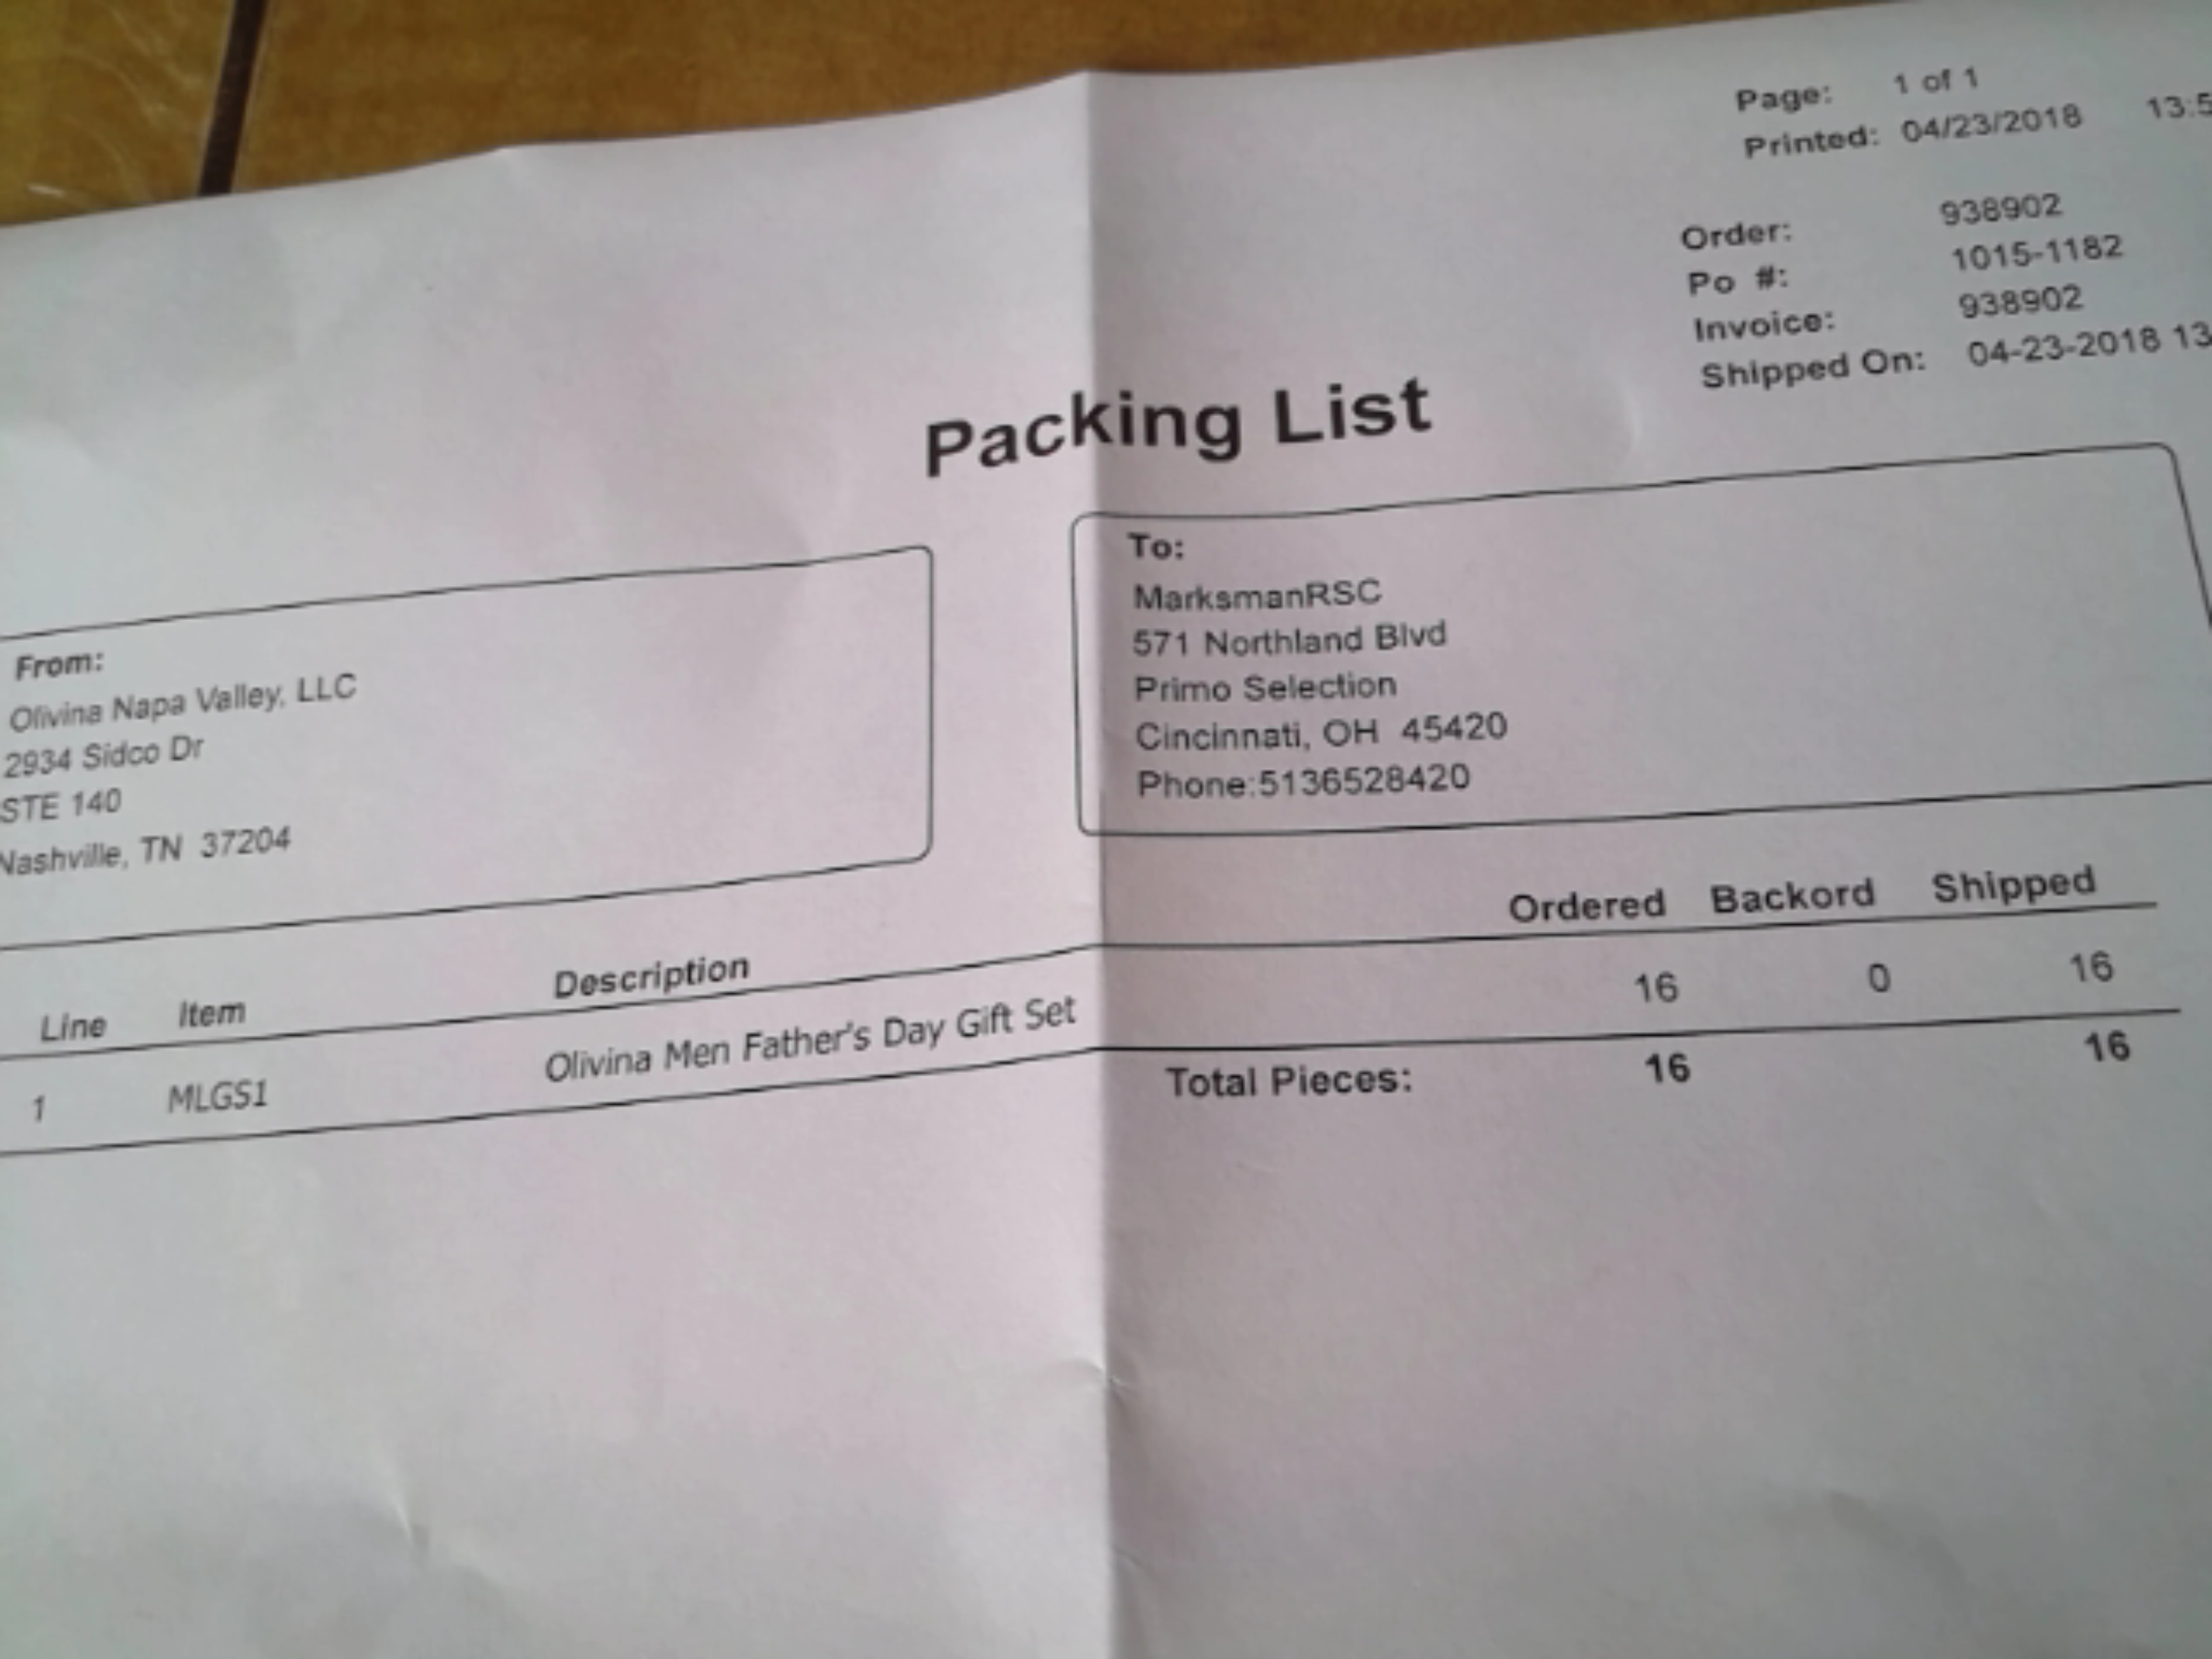 Page: 1 of 1
Printed: 04/23/2018 13:5
Order: 938902
Po #: 1015-1182
Invoice: 938902
Shipped On: 04-23-2018 13
Packing List
From:
Olivina Napa Valley, LLC
2934 Sidco Dr
STE 140
Nashville, TN 37204
To:
MarksmanRSC
571 Northland Blvd
Primo Selection
Cincinnati, OH 45420
Phone:5136528420
Line Item Description Ordered Backord Shipped
1 MLGS1 Olivina Men Father's Day Gift Set 16 0 16
Total Pieces: 16 16